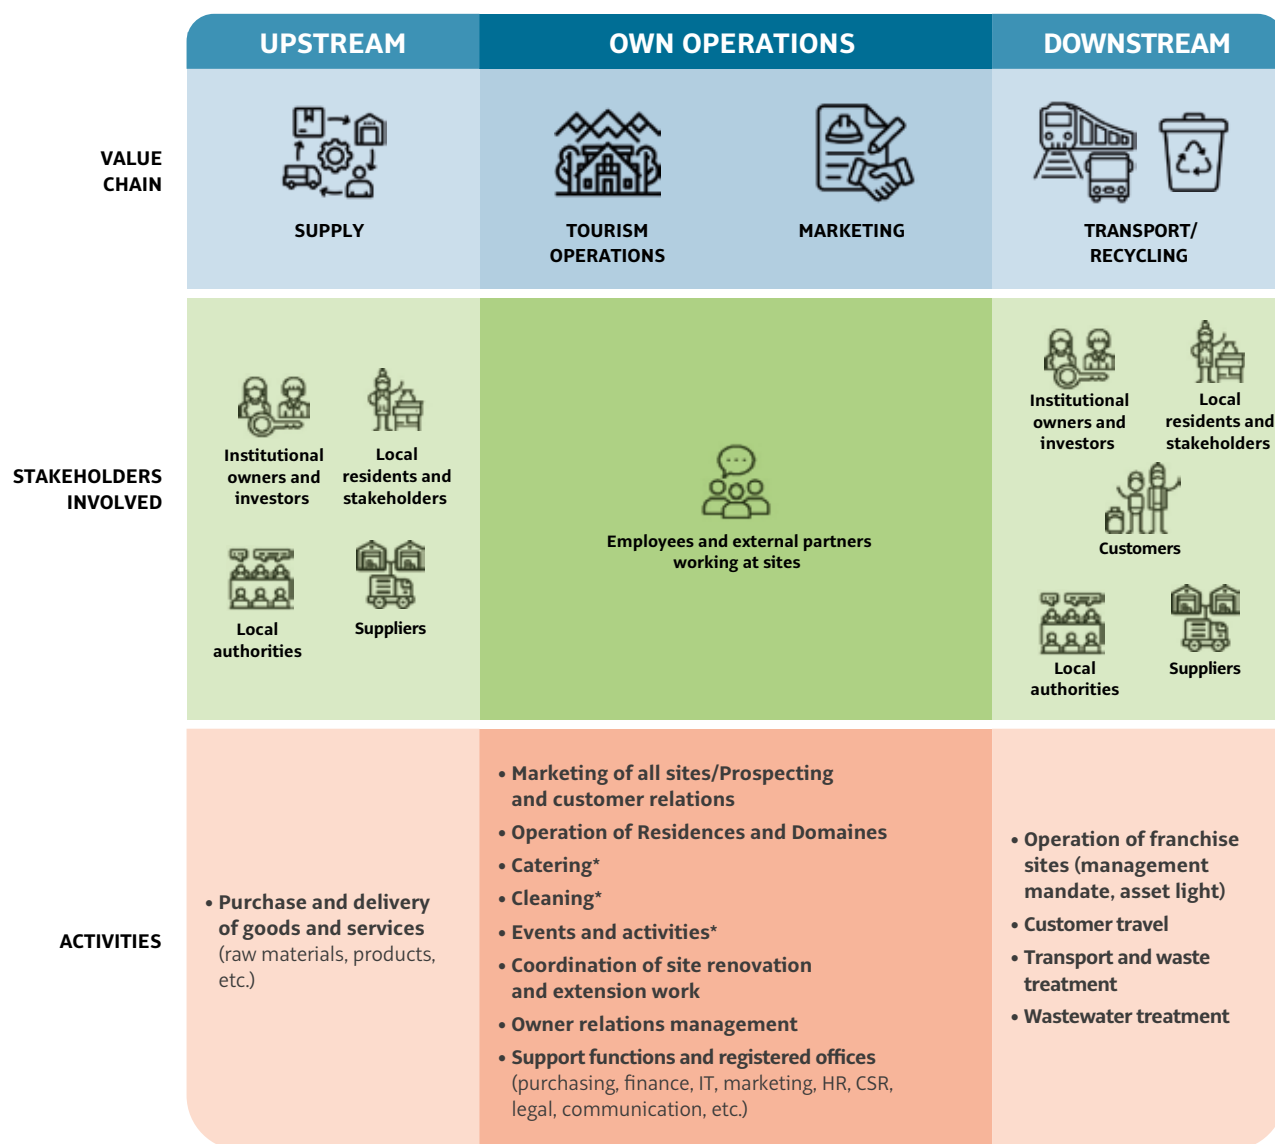 UPSTREAM
OWN OPERATIONS
DOWNSTREAM
VALUE
CHAIN
SUPPLY
TOURISM
OPERATIONS
MARKETING
TRANSPORT/
RECYCLING
STAKEHOLDERS
INVOLVED
Institutional
owners and
investors
Local
residents and
stakeholders
Local
authorities
Suppliers
Employees and external partners
working at sites
Institutional
owners and
investors
Local
residents and
stakeholders
Customers
Local
authorities
Suppliers
ACTIVITIES
• Purchase and delivery
of goods and services
(raw materials, products,
etc.)
• Marketing of all sites/Prospecting
and customer relations
• Operation of Residences and Domaines
• Catering*
• Cleaning*
• Events and activities*
• Coordination of site renovation
and extension work
• Owner relations management
• Support functions and registered offices
(purchasing, finance, IT, marketing, HR, CSR,
legal, communication, etc.)
• Operation of franchise
sites (management
mandate, asset light)
• Customer travel
• Transport and waste
treatment
• Wastewater treatment